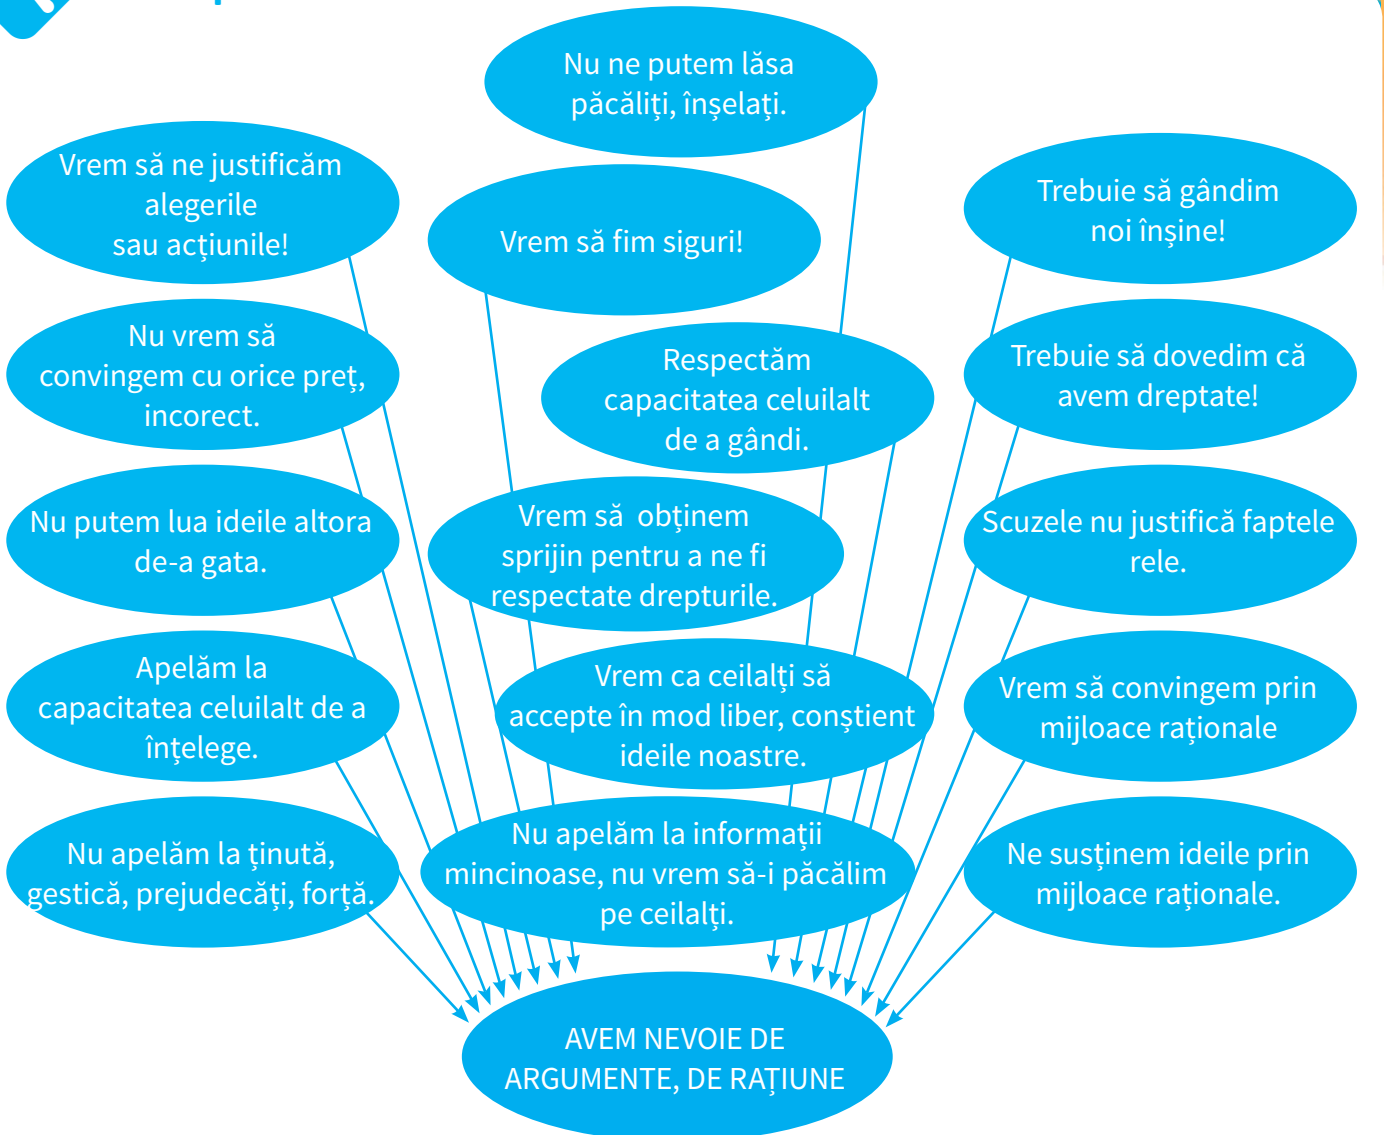 Nu ne putem lăsa
păcăliți, înșelați.
Vrem să ne justificăm
alegerile
sau acțiunile!
Vrem să fim siguri!
Trebuie să gândim
noi înșine!
Nu vrem să
convingem cu orice preț,
incorect.
Respectăm
capacitatea celuilalt
de a gândi.
Trebuie să dovedim că
avem dreptate!
Nu putem lua ideile altora
de-a gata.
Vrem să obținem
sprijin pentru a ne fi
respectate drepturile.
Scuzele nu justifică faptele
rele.
Apelăm la
capacitatea celuilalt de a
înțelege.
Vrem ca ceilalți să
accepte în mod liber, conștient
ideile noastre.
Vrem să convingem prin
mijloace raționale
Nu apelăm la ținută,
gestică, prejudecăți, forță.
Nu apelăm la informații
mincinoase, nu vrem să-i păcălim
pe ceilalți.
Ne susținem ideile prin
mijloace raționale.
AVEM NEVOIE DE
ARGUMENTE, DE RAȚIUNE